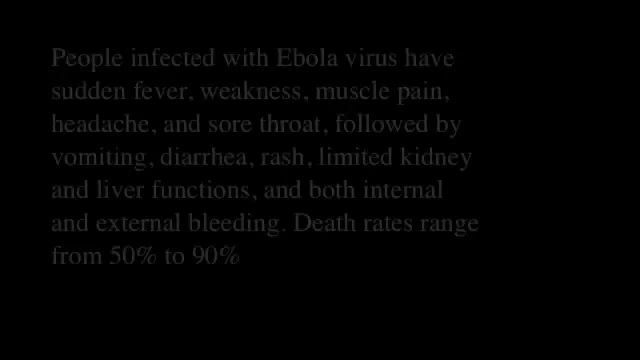 People infected with Ebola virus have
sudden fever, weakness, muscle pain,
headache, and sore throat, followed by
vomiting, diarrhea, rash, limited kidney
and liver functions, and both internal
and external bleeding. Death rates range
from 50% to 90%